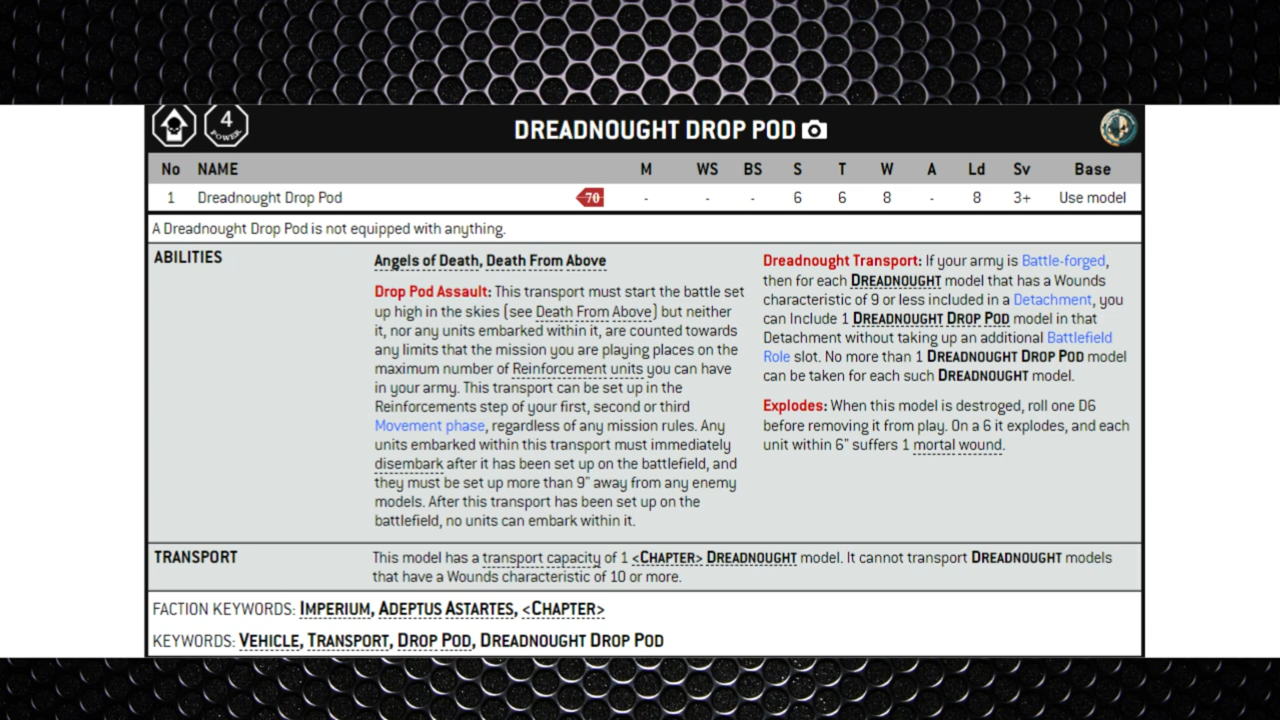 4
POWER
DREADNOUGHT DROP POD
No NAME M WS BS S T W A Ld Sv Base
1 Dreadnought Drop Pod 70 - - - 6 6 8 - 8 3+ Use model
A Dreadnought Drop Pod is not equipped with anything.
ABILITIES
Angels of Death, Death From Above
Drop Pod Assault: This transport must start the battle set
up high in the skies (see Death From Above) but neither
it, nor any units embarked within it, are counted towards
any limits that the mission you are playing places on the
maximum number of Reinforcement units you can have
in your army. This transport can be set up in the
Reinforcements step of your first, second or third
Movement phase, regardless of any mission rules. Any
units embarked within this transport must immediately
disembark after it has been set up on the battlefield, and
they must be set up more than 9" away from any enemy
models. After this transport has been set up on the
battlefield, no units can embark within it.
Dreadnought Transport: If your army is Battle-forged,
then for each DREADNOUGHT model that has a Wounds
characteristic of 9 or less included in a Detachment, you
can Include 1 DREADNOUGHT DROP POD model in that
Detachment without taking up an additional Battlefield
Role slot. No more than 1 DREADNOUGHT DROP POD model
can be taken for each such DREADNOUGHT model.
Explodes: When this model is destroged, roll one D6
before removing it from play. On a 6 it explodes, and each
unit within 6" suffers 1 mortal wound.
TRANSPORT
This model has a transport capacity of 1 <CHAPTER> DREADNOUGHT model. It cannot transport DREADNOUGHT models
that have a Wounds characteristic of 10 or more.
FACTION KEYWORDS: IMPERIUM, ADEPTUS ASTARTES, <CHAPTER>
KEYWORDS: VEHICLE, TRANSPORT, DROP POD, DREADNOUGHT DROP POD